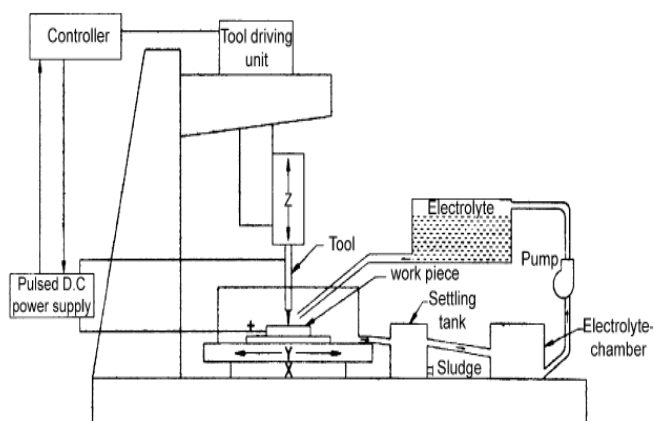 Controller
Tool driving
unit
Z
Electrolyte
Tool
Pump
work piece
Pulsed D.C
power supply
Settling
tank
+
Electrolyte-
chamber
Y
X
Sludge